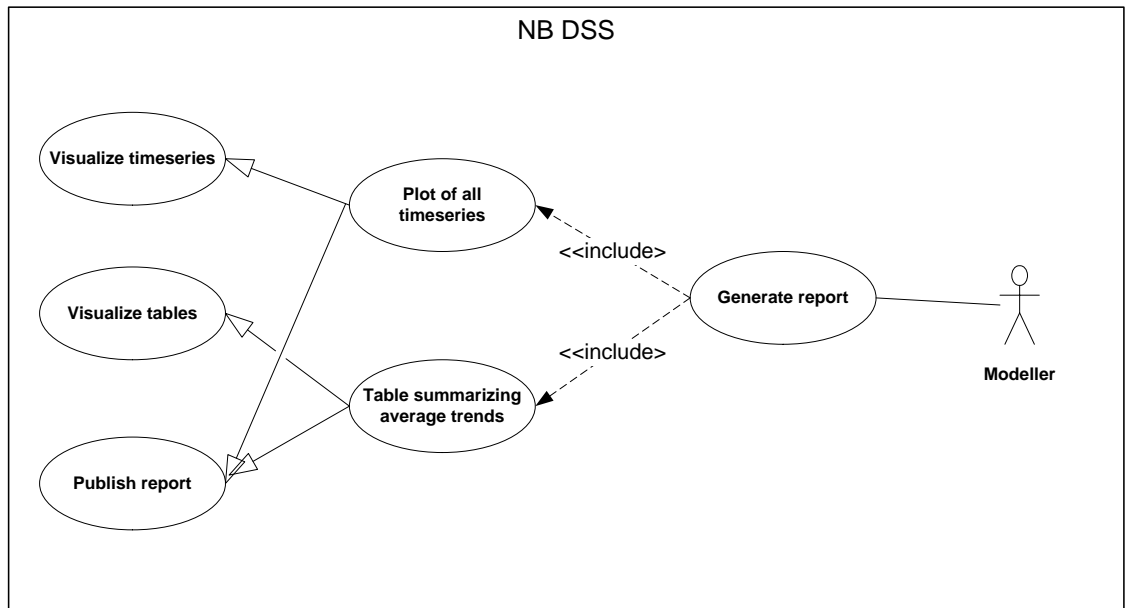 NB DSS
Visualize timeseries
Plot of all
timeseries
<<include>
Generate report
Visualize tables
<<include>
Modeller
Table summarizing
average trends
Publish report